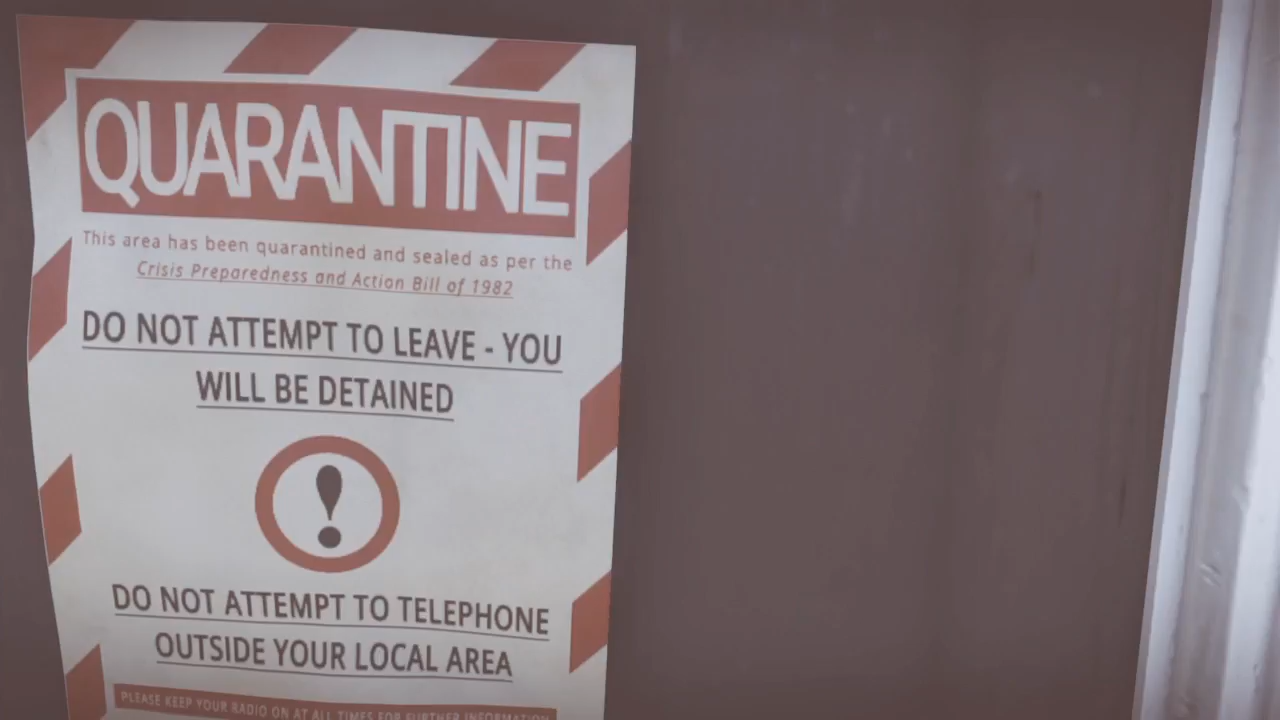 QUARANTINE
This area has been quarantined and sealed as per the
Crisis Preparedness and Action Bill of 1982
DO NOT ATTEMPT TO LEAVE - YOU
WILL BE DETAINED
!
DO NOT ATTEMPT TO TELEPHONE
OUTSIDE YOUR LOCAL AREA
PLEASE KEEP YOUR RADIO ON AT ALL TIMES FOR FURTHER INFORMATION